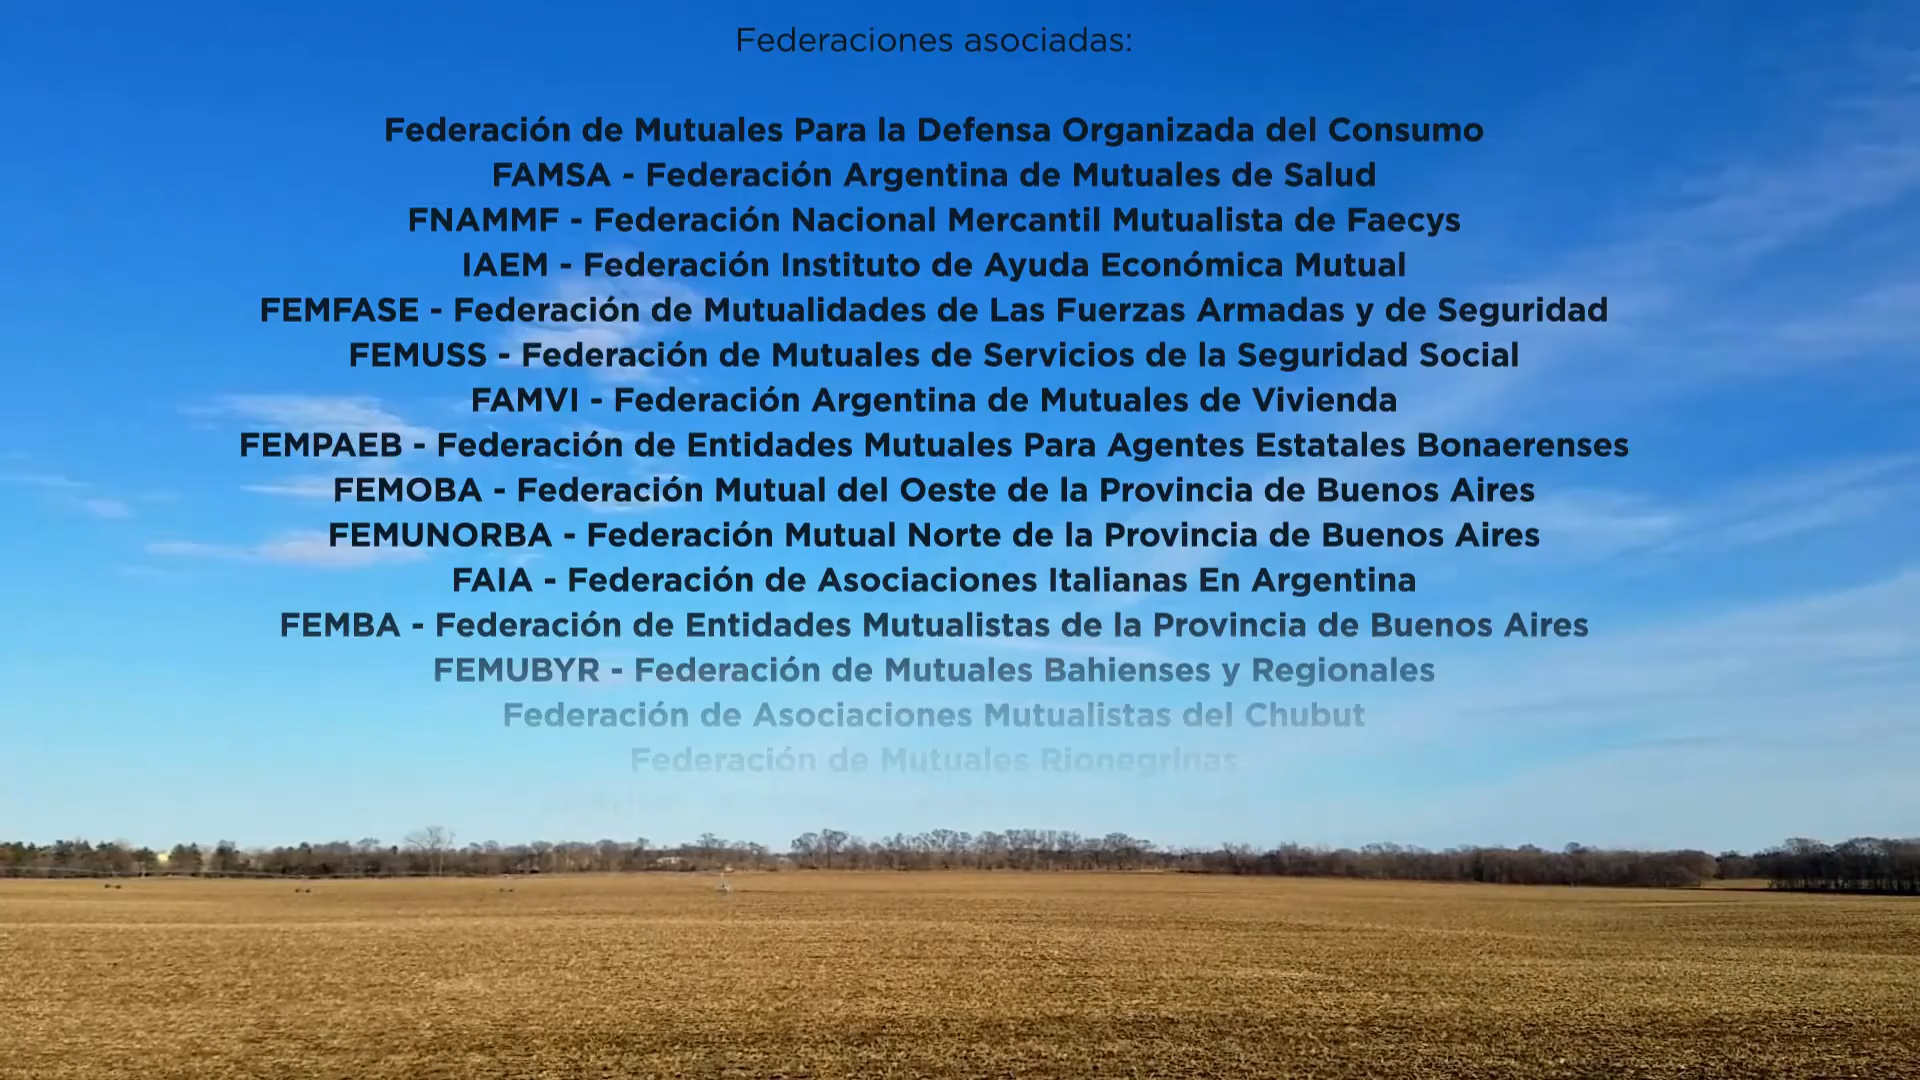 Federaciones asociadas:
Federación de Mutuales Para la Defensa Organizada del Consumo
FAMSA - Federación Argentina de Mutuales de Salud
FNAMMF - Federación Nacional Mercantil Mutualista de Faecys
IAEM - Federación Instituto de Ayuda Económica Mutual
FEMFASE - Federación de Mutualidades de Las Fuerzas Armadas y de Seguridad
FEMUSS - Federación de Mutuales de Servicios de la Seguridad Social
FAMVI - Federación Argentina de Mutuales de Vivienda
FEMPAEB - Federación de Entidades Mutuales Para Agentes Estatales Bonaerenses
FEMOBA - Federación Mutual del Oeste de la Provincia de Buenos Aires
FEMUNORBA - Federación Mutual Norte de la Provincia de Buenos Aires
FAIA - Federación de Asociaciones Italianas En Argentina
FEMBA - Federación de Entidades Mutualistas de la Provincia de Buenos Aires
FEMUBYR - Federación de Mutuales Bahienses y Regionales
Federación de Asociaciones Mutualistas del Chubut
Federación de Mutuales Rionegrinas